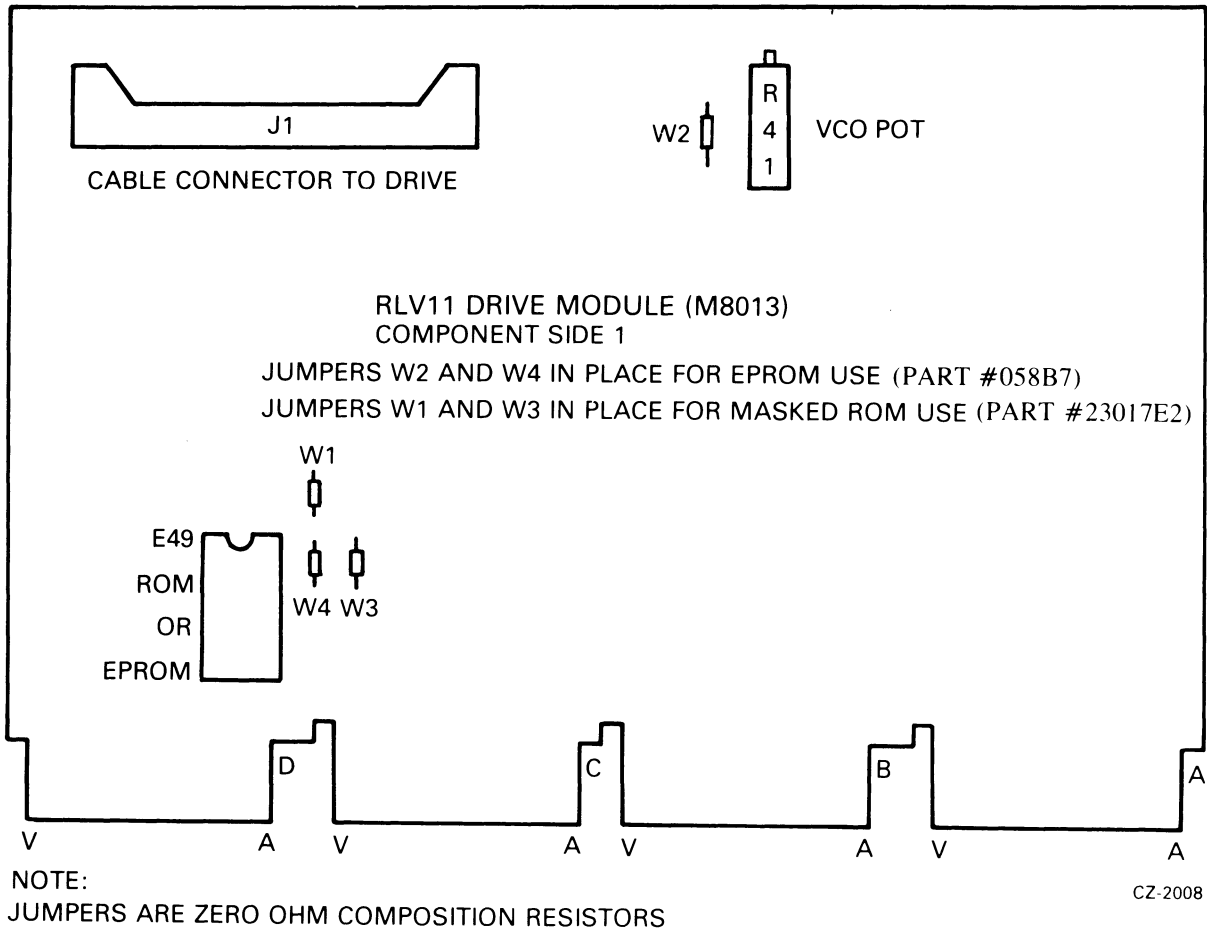 J1
CABLE CONNECTOR TO DRIVE
W2
R
4
1
VCO POT
RLV11 DRIVE MODULE (M8013)
COMPONENT SIDE 1
JUMPERS W2 AND W4 IN PLACE FOR EPROM USE (PART #058B7)
JUMPERS W1 AND W3 IN PLACE FOR MASKED ROM USE (PART #23017E2)
W1
E49
ROM
OR
EPROM
W4 W3
D
C
B
A
V A V A V A V A
NOTE:
JUMPERS ARE ZERO OHM COMPOSITION RESISTORS
CZ-2008